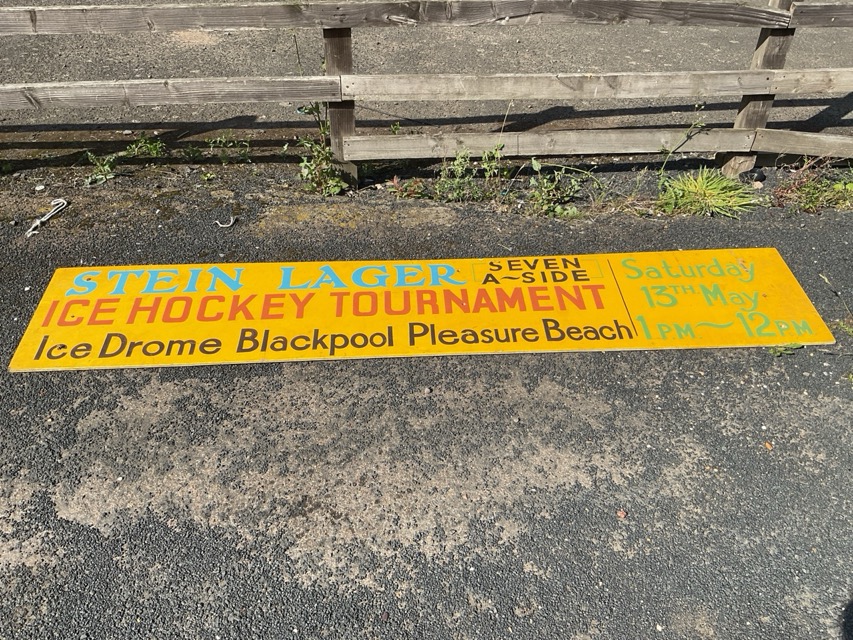 STEIN LAGER SEVEN A~SIDE
ICE HOCKEY TOURNAMENT
Ice Drome Blackpool Pleasure Beach
Saturday
13TH May
1PM~12PM